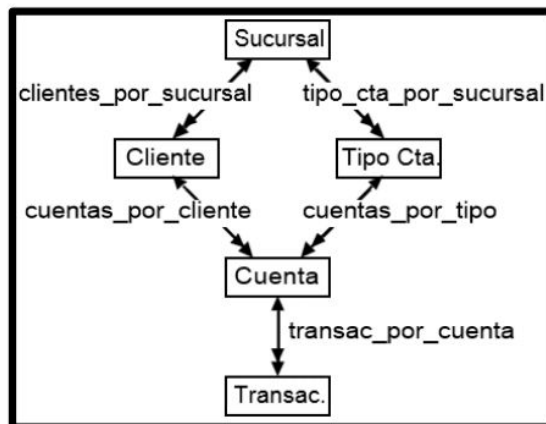 Sucursal
clientes_por_sucursal tipo_cta_por_sucursal
Cliente Tipo Cta.
cuentas_por_cliente cuentas_por_tipo
Cuenta
transac_por_cuenta
Transac.